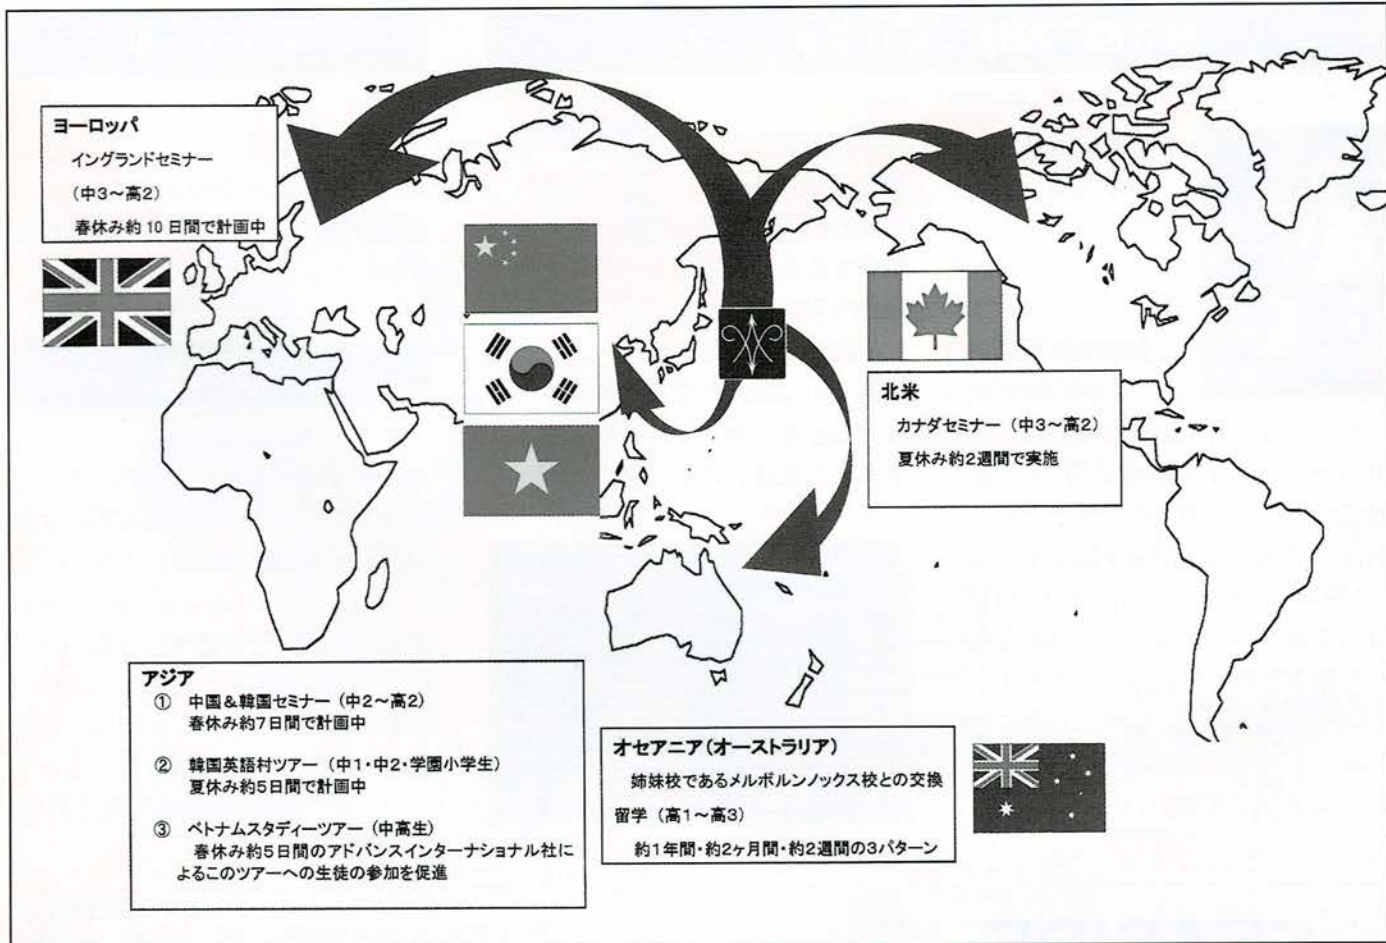 ヨーロッパ
イングランドセミナー
(中3~高2)
春休み約10日間で計画中
北米
カナダセミナー (中3~高2)
夏休み約2週間で実施
アジア
① 中国&韓国セミナー (中2~高2)
春休み約7日間で計画中
② 韓国英語村ツアー (中1・中2・学園小学生)
夏休み約5日間で計画中
③ ベトナムスタディーツアー (中高生)
春休み約5日間のアドバンスインターナショナル社に
よるこのツアーへの生徒の参加を促進
オセアニア(オーストラリア)
姉妹校であるメルボルンノックス校との交換
留学 (高1~高3)
約1年間・約2ヶ月間・約2週間の3パターン